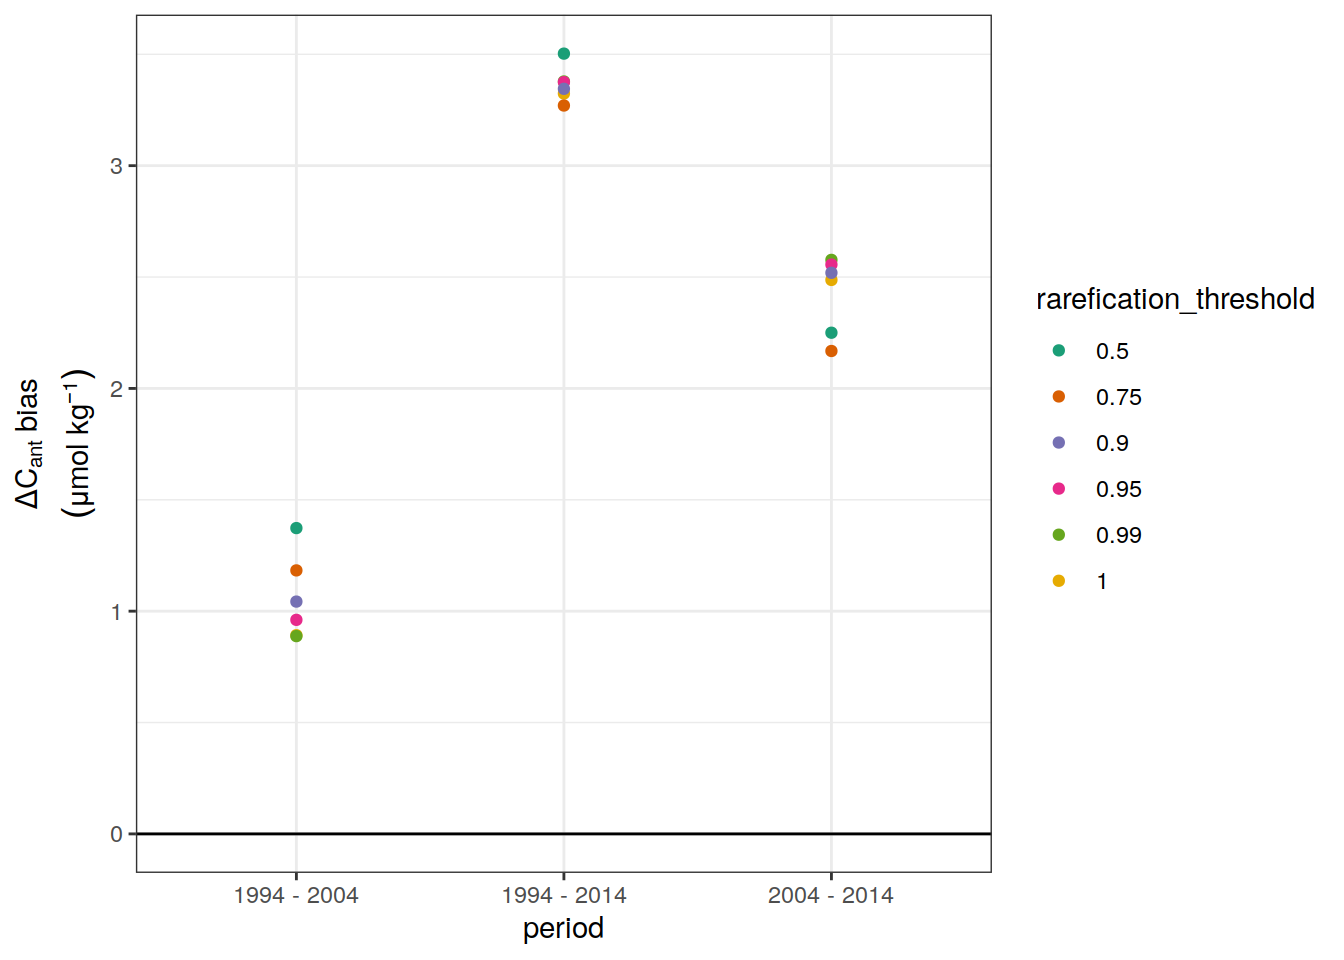 3
2
1
0
ΔCant bias
(μmol kg⁻¹)
1994 - 2004
1994 - 2014
2004 - 2014
period
rarefication_threshold
0.5
0.75
0.9
0.95
0.99
1